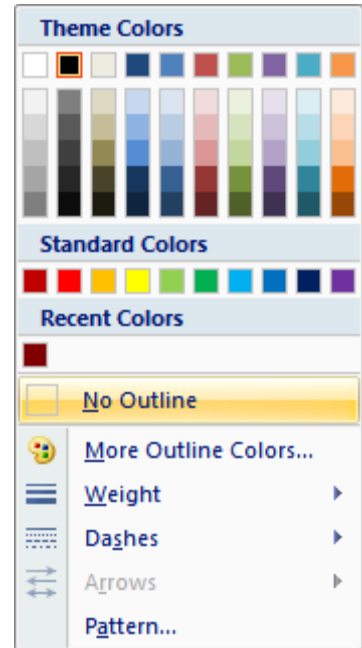 Theme Colors
Standard Colors
Recent Colors
No Outline
More Outline Colors...
Weight
Dashes
Arrows
Pattern...